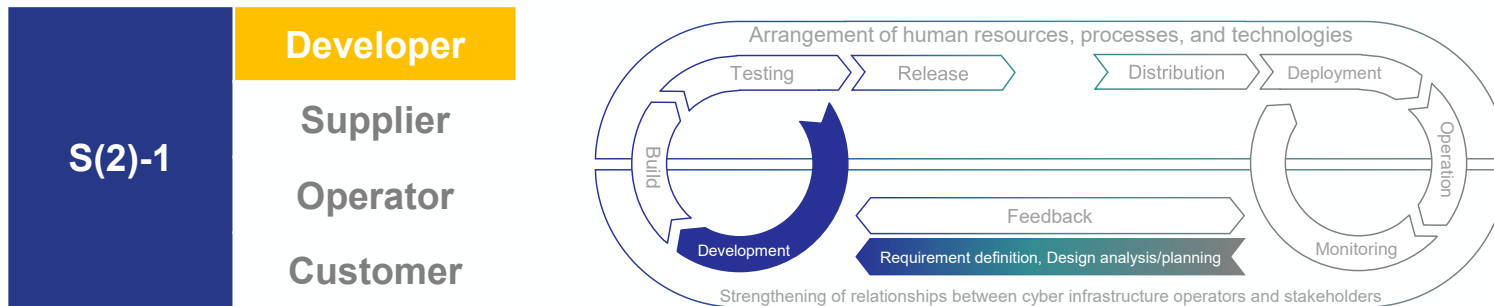 S(2)-1
Developer
Supplier
Operator
Customer
Arrangement of human resources, processes, and technologies
Testing
Release
Distribution
Deployment
Build
Operation
Development
Feedback
Monitoring
Requirement definition, Design analysis/planning
Strengthening of relationships between cyber infrastructure operators and stakeholders